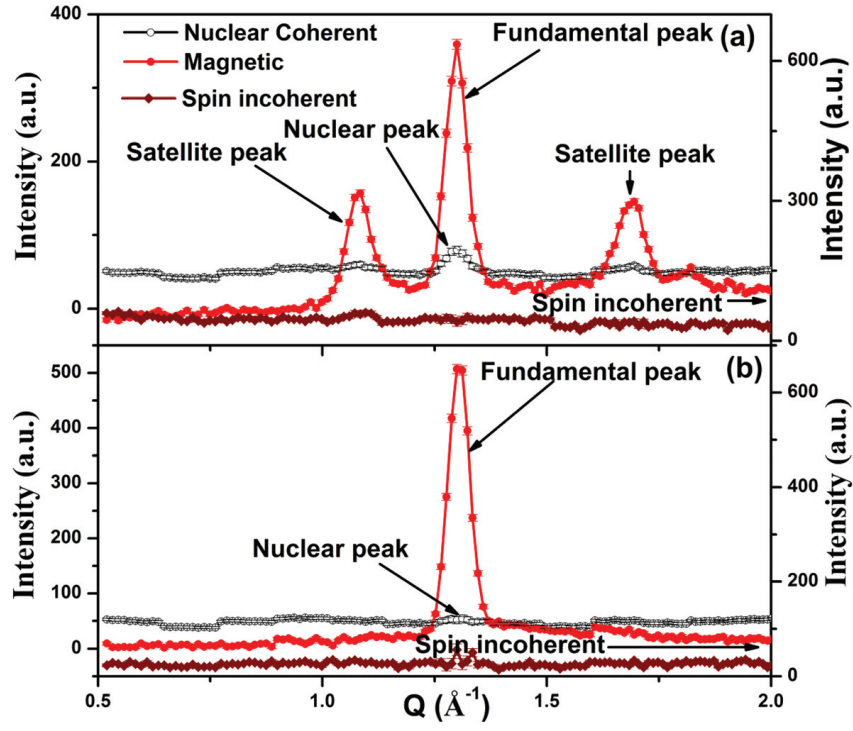 400
200
0
Intensity (a.u.)
Nuclear Coherent
Magnetic
Spin incoherent
Fundamental peak
(a)
Nuclear peak
Satellite peak
Satellite peak
Spin incoherent
600
300
0
Intensity (a.u.)
500
400
300
200
100
0
Intensity (a.u.)
Fundamental peak
(b)
Nuclear peak
Spin incoherent
600
400
200
0
Intensity (a.u.)
0.5
1.0
1.5
2.0
Q (Å-1)